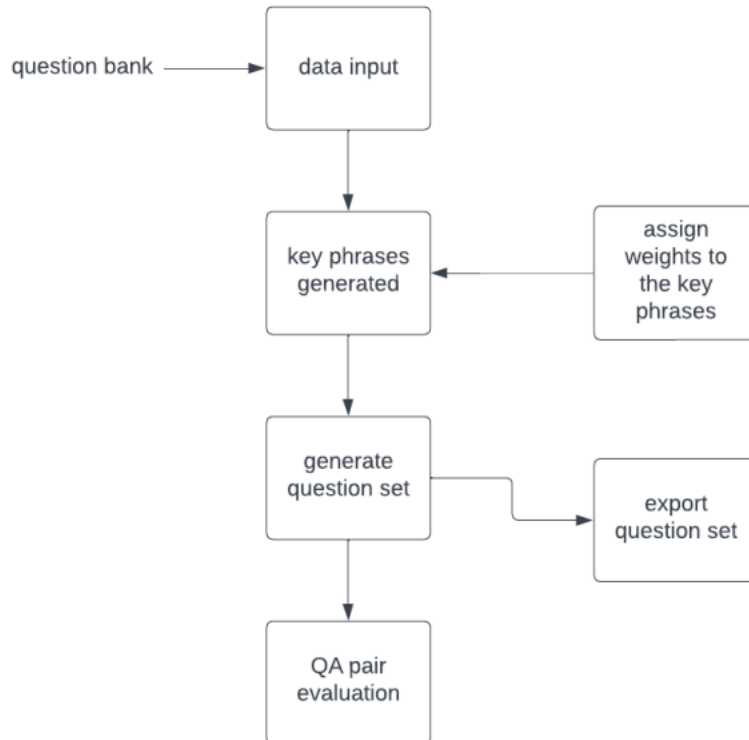 question bank
data input
key phrases
generated
assign
weights to
the key
phrases
generate
question set
export
question set
QA pair
evaluation